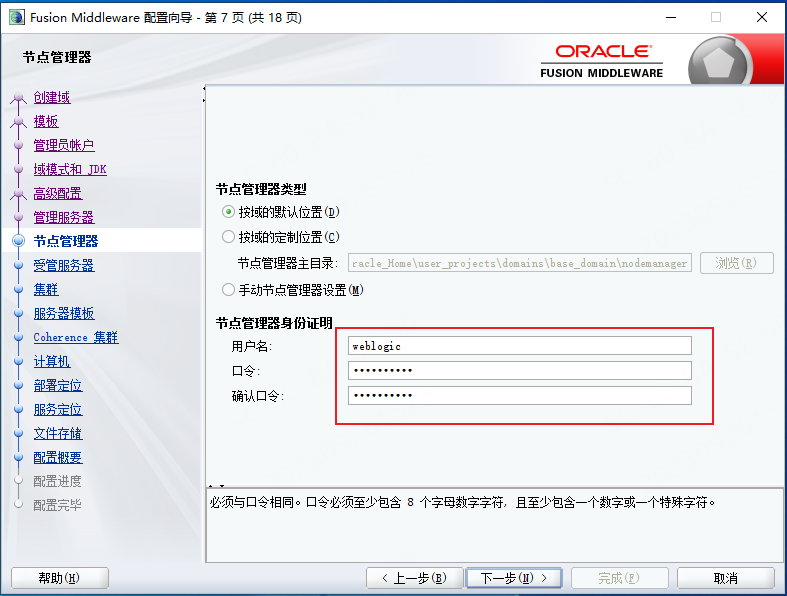 Fusion Middleware 配置向导 - 第 7 页 (共 18 页)
节点管理器
ORACLE
FUSION MIDDLEWARE
创建域
模板
管理员帐户
域模式和 JDK
高级配置
管理服务器
节点管理器
受管服务器
集群
服务器模板
Coherence 集群
计算机
部署定位
服务定位
文件存储
配置概要
配置进度
配置完毕
节点管理器类型
按域的默认位置(D)
按域的定制位置(C)
节点管理器主目录: racle_Home\user_projects\domains\base_domain\nodemanager 浏览(R)
手动节点管理器设置(M)
节点管理器身份证明
用户名: weblogic
口令: ••••••••••
确认口令: ••••••••••
必须与口令相同。口令必须至少包含 8 个字母数字字符, 且至少包含一个数字或一个特殊字符。
帮助(H) < 上一步(B) 下一步(N) > 完成(F) 取消